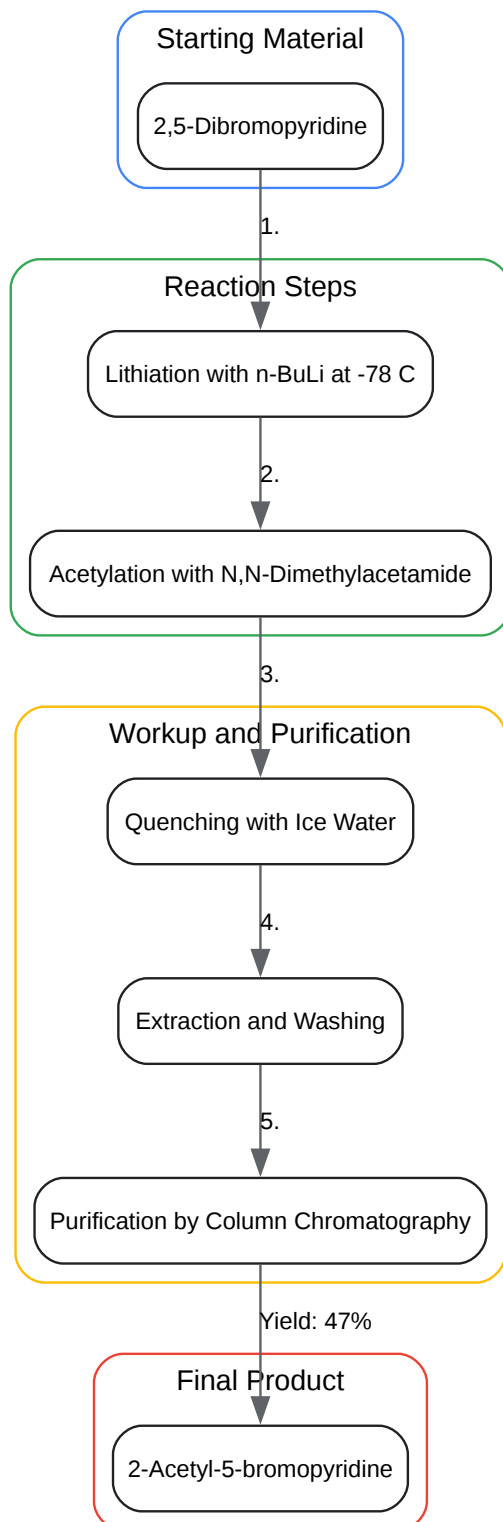 Starting Material
2,5-Dibromopyridine
1.
Reaction Steps
Lithiation with n-BuLi at -78 C
2.
Acetylation with N,N-Dimethylacetamide
3.
Workup and Purification
Quenching with Ice Water
4.
Extraction and Washing
5.
Purification by Column Chromatography
Yield: 47%
Final Product
2-Acetyl-5-bromopyridine